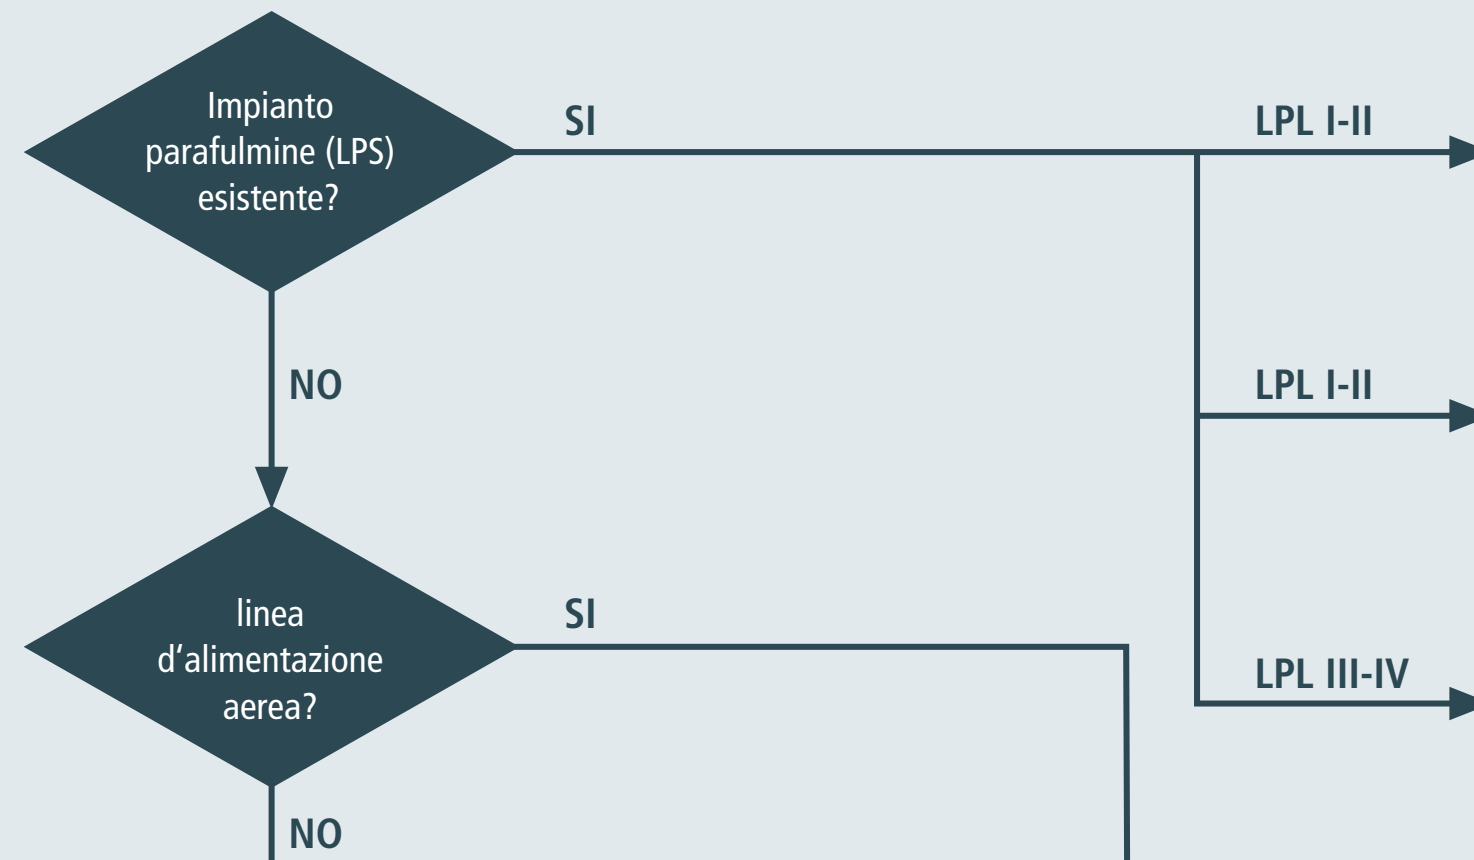 Impianto
parafulmine (LPS)
esistente?
SI
LPL I-II
NO
LPL I-II
linea
d‘alimentazione
aerea?
SI
LPL III-IV
NO